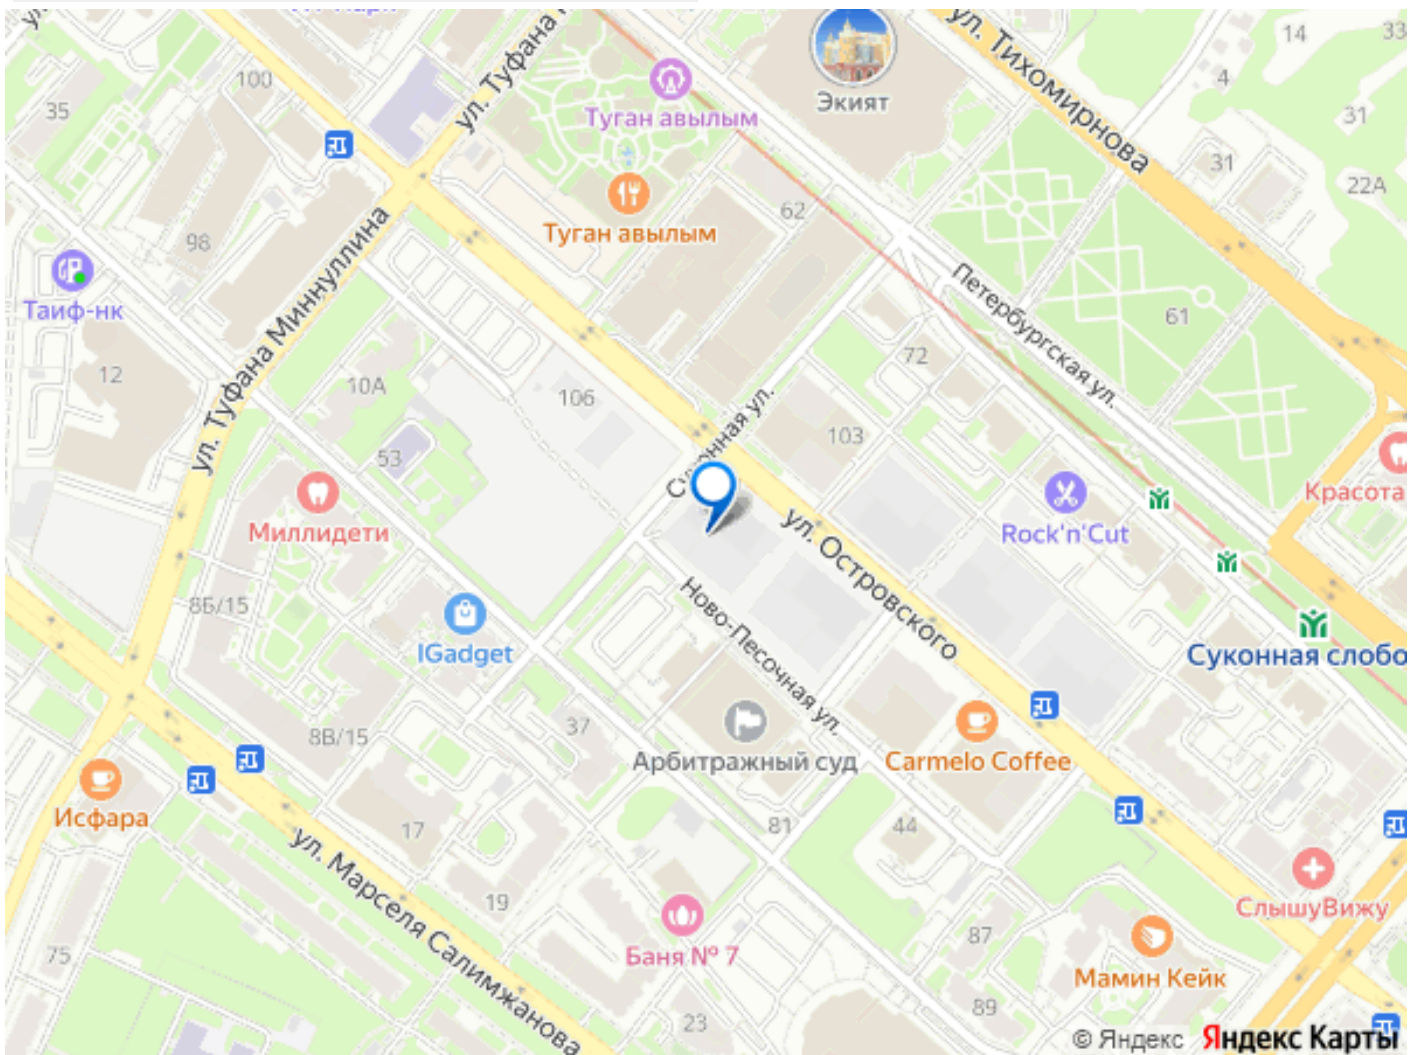 ул. Туфана
ул. Тихомирнова
14
33
4
100
Экият
35
Туган авылым
31
31
22А
62
98
Туган авылым
ул. Туфана Миннуллина
Таиф-нк
Петербургская ул.
61
12
72
10А
106
103
53
Красота
Миллидети
Rock'n'Cut
ул. Островского
8Б/15
Ново-Песочная ул.
IGadget
Суконная слобо
37
8В/15
Арбитражный суд
Carmelo Coffee
Исфара
17
81
44
ул. Марселя Салимжанова
19
СлышуВижу
Баня № 7
87
75
Мамин Кейк
89
23
© Яндекс Яндекс Карты